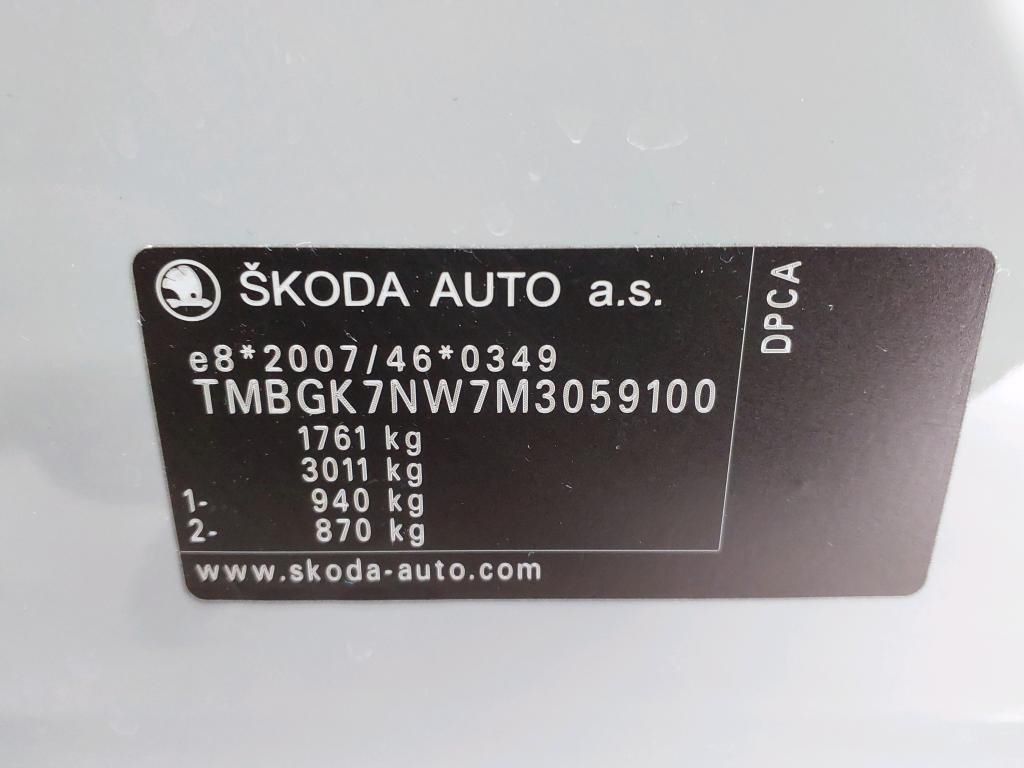 ŠKODA AUTO a.s.
e8*2007/46*0349
TMBGK7NW7M3059100
1761 kg
3011 kg
1- 940 kg
2- 870 kg
www.skoda-auto.com
DPCA